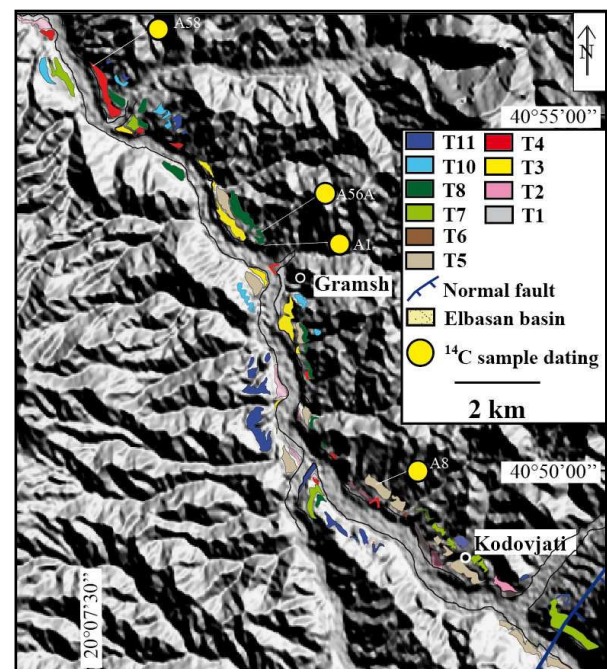 A58
N
40°55'00''
T11
T4
T10
T3
T8
T2
T7
T1
T6
T5
Normal fault
Elbasan basin
14C sample dating
2 km
A56A
A1
Gramsh
A8
40°50'00''
Kodovjati
20°07'30''